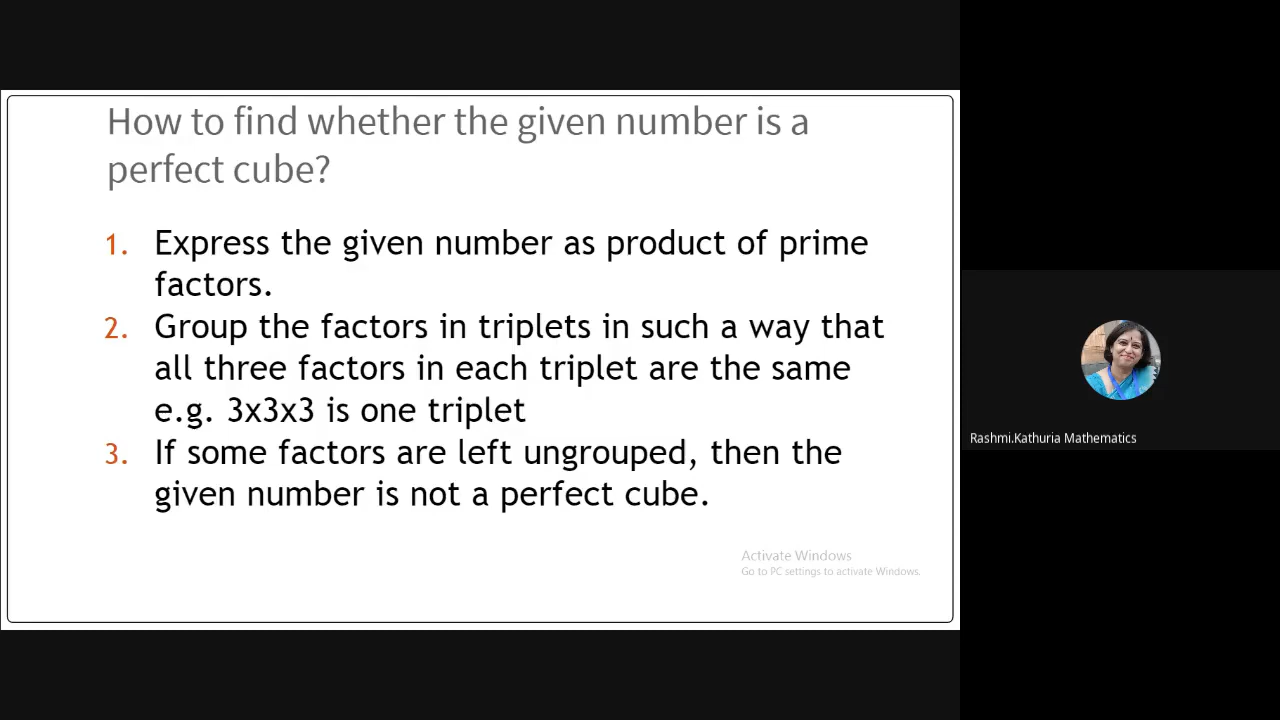 How to find whether the given number is a
perfect cube?
1. Express the given number as product of prime
factors.
2. Group the factors in triplets in such a way that
all three factors in each triplet are the same
e.g. 3x3x3 is one triplet
3. If some factors are left ungrouped, then the
given number is not a perfect cube.
Activate Windows
Go to PC settings to activate Windows.
Rashmi.Kathuria Mathematics